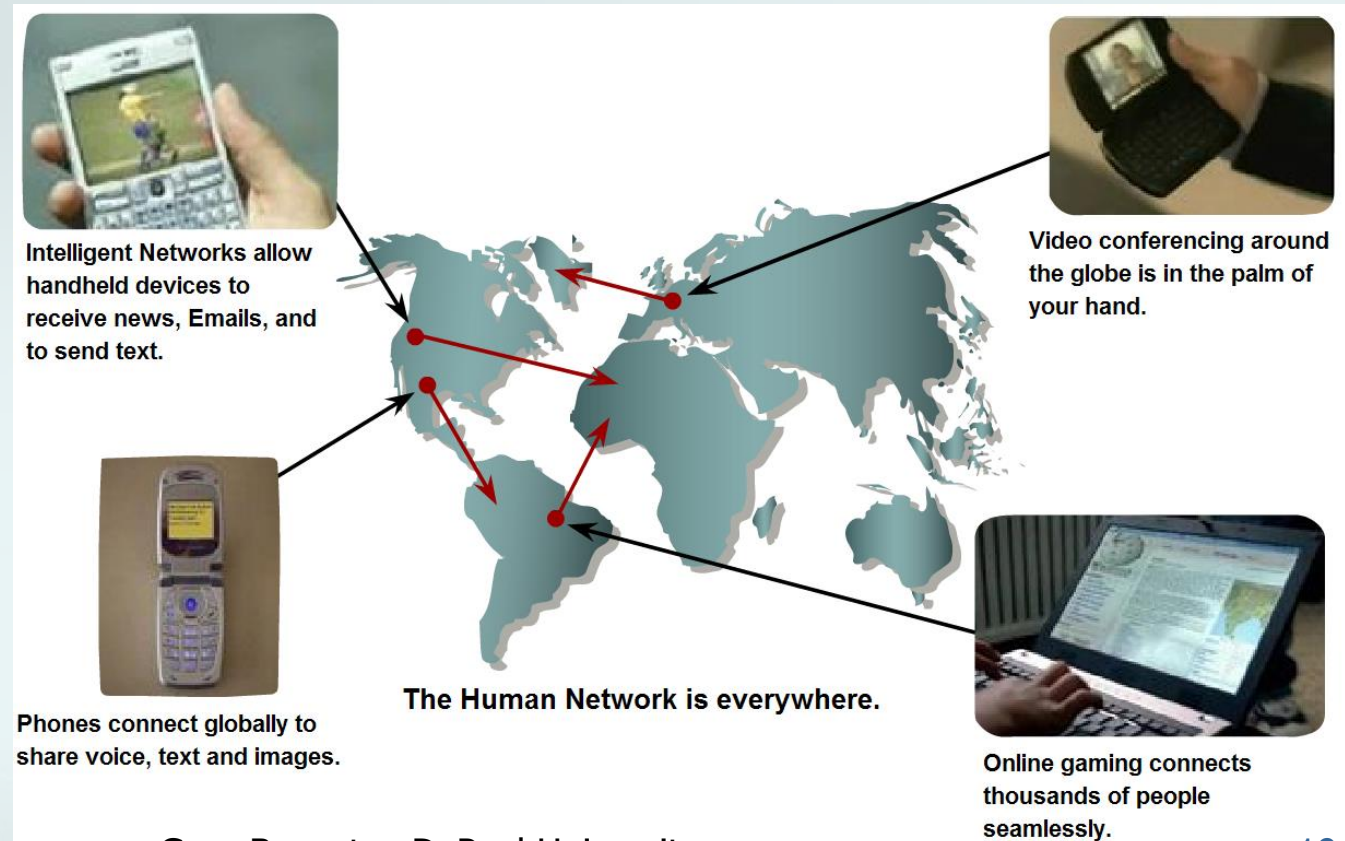 Intelligent Networks allow
handheld devices to
receive news, Emails, and
to send text.
Video conferencing around
the globe is in the palm of
your hand.
Phones connect globally to
share voice, text and images.
The Human Network is everywhere.
Online gaming connects
thousands of people
seamlessly.